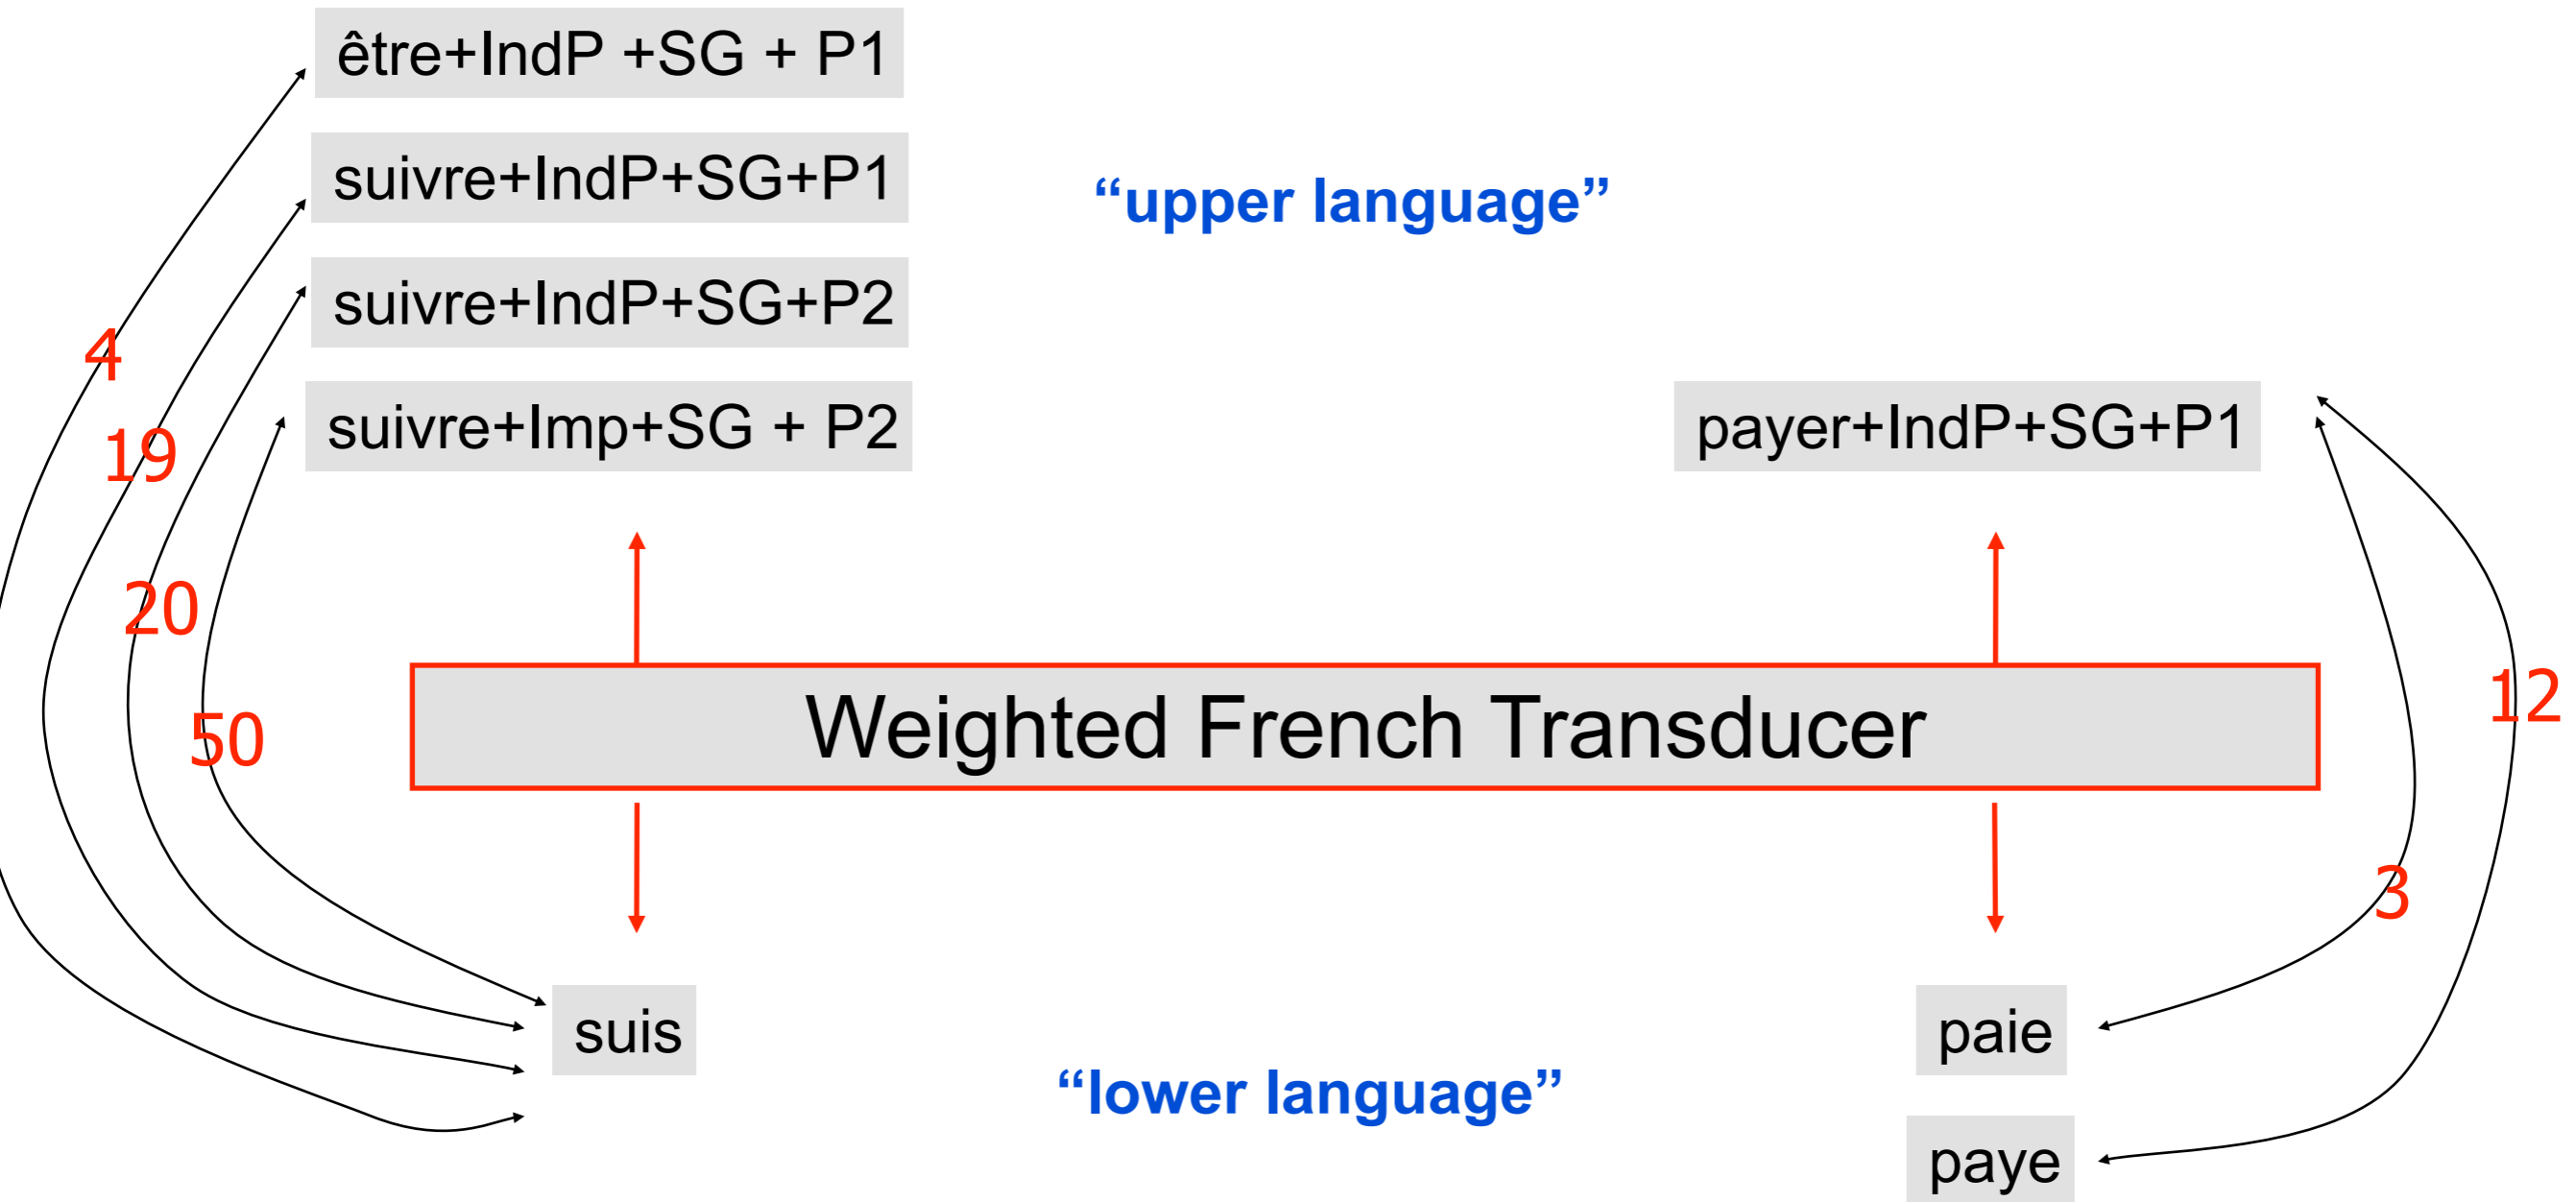 être+IndP +SG + P1
suivre+IndP+SG+P1
“upper language”
suivre+IndP+SG+P2
4
suivre+Imp+SG + P2
payer+IndP+SG+P1
19
20
50
Weighted French Transducer
12
3
suis
paie
“lower language”
paye